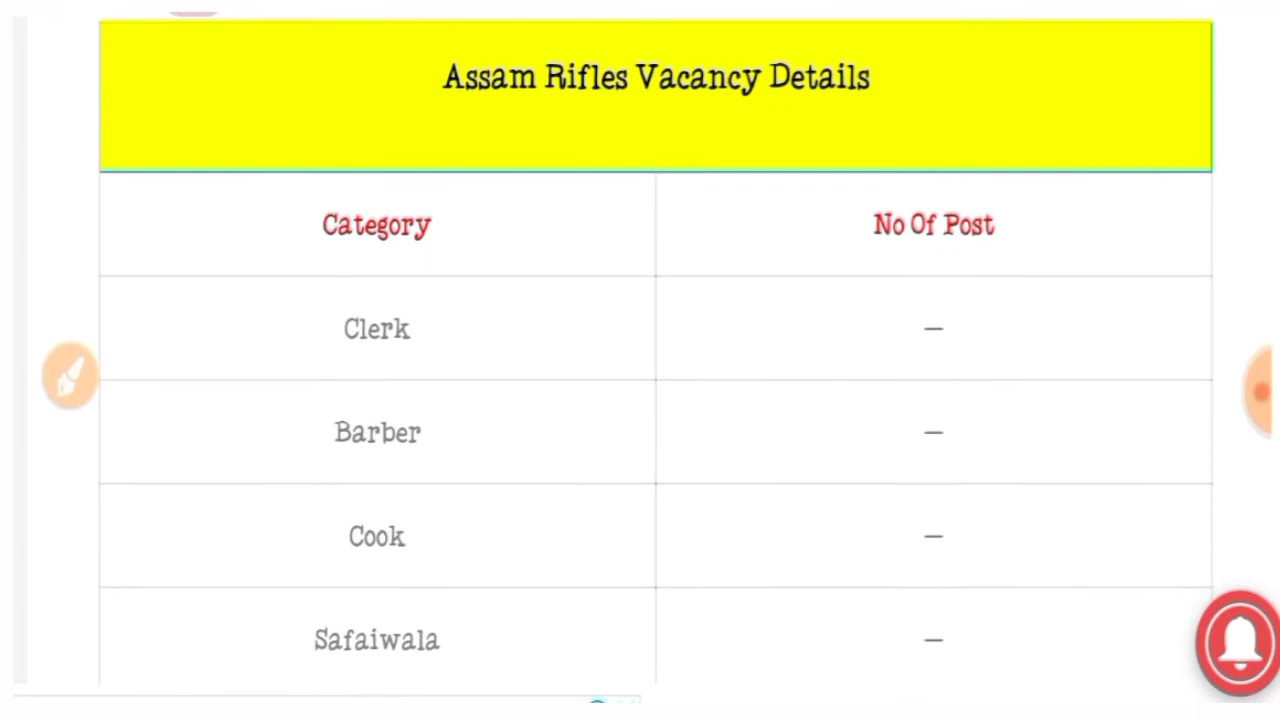 Assam Rifles Vacancy Details
Category No Of Post
Clerk —
Barber —
Cook —
Safaiwala —